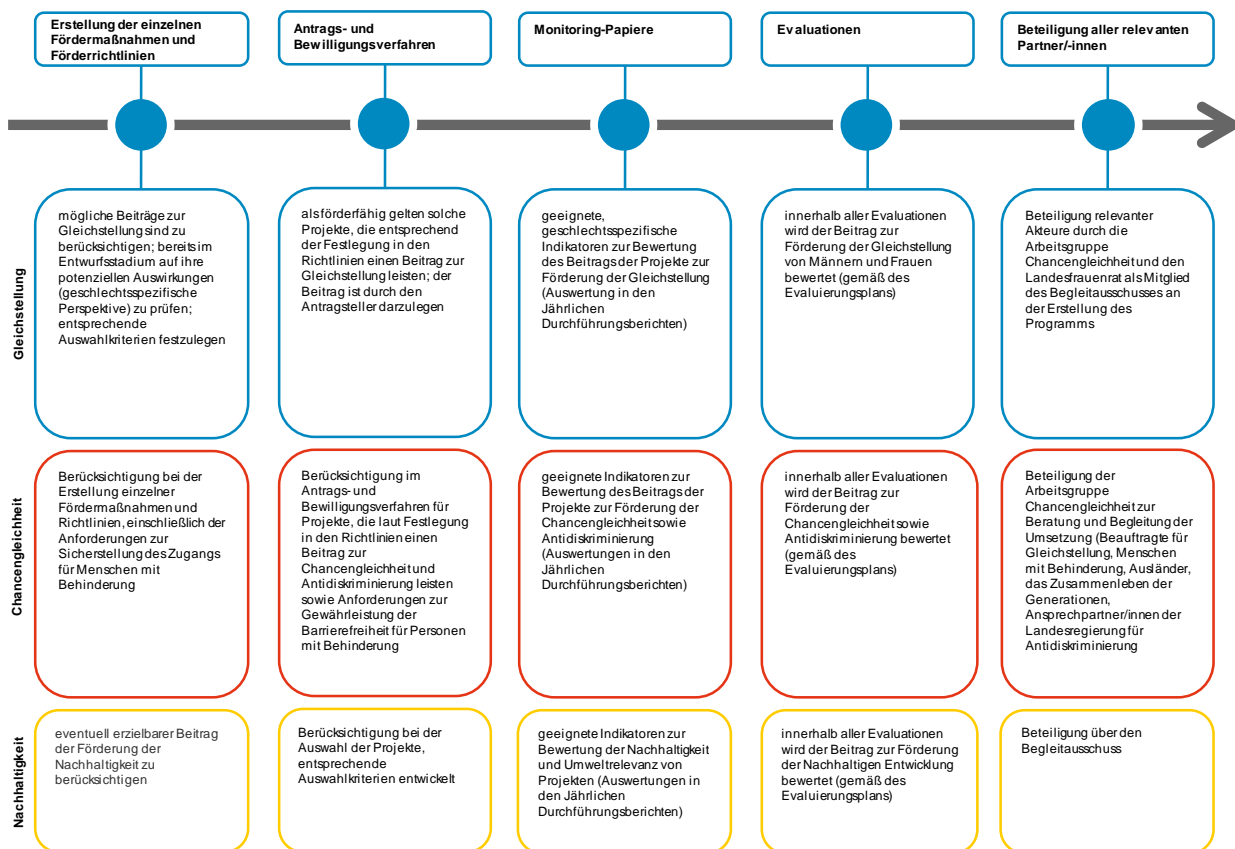 Erstellung der einzelnen
Fördermaßnahmen und
Förderrichtlinien
Antrags- und
Bewilligungsverfahren
Monitoring-Papiere
Evaluationen
Beteiligung aller relevanten
Partner/-innen
Gleichstellung
mögliche Beiträge zur
Gleichstellung sind zu
berücksichtigen; bereits im
Entwurfsstadium auf ihre
potenziellen Auswirkungen
(geschlechtsspezifische
Perspektive) zu prüfen;
entsprechende
Auswahlkriterien festzulegen
als förderfähig gelten solche
Projekte, die entsprechend
der Festlegung in den
Richtlinien einen Beitrag zur
Gleichstellung leisten; der
Beitrag ist durch den
Antragsteller darzulegen
geeignete,
geschlechtsspezifische
Indikatoren zur Bewertung
des Beitrags der Projekte zur
Förderung der Gleichstellung
(Auswertung in den
Jährlichen
Durchführungsberichten)
innerhalb aller Evaluationen
wird der Beitrag zur
Förderung der Gleichstellung
von Männern und Frauen
bewertet (gemäß des
Evaluierungsplans)
Beteiligung relevanter
Akteure durch die
Arbeitsgruppe
Chancengleichheit und den
Landesfrauenrat als Mitglied
des Begleitausschusses an
der Erstellung des
Programms
Chancengleichheit
Berücksichtigung bei der
Erstellung einzelner
Fördermaßnahmen und
Richtlinien, einschließlich der
Anforderungen zur
Sicherstellung des Zugangs
für Menschen mit
Behinderung
Berücksichtigung im
Antrags- und
Bewilligungsverfahren für
Projekte, die laut Festlegung
in den Richtlinien einen
Beitrag zur
Chancengleichheit und
Antidiskriminierung leisten
sowie Anforderungen zur
Gewährleistung der
Barrierefreiheit für Personen
mit Behinderung
geeignete Indikatoren zur
Bewertung des Beitrags der
Projekte zur Förderung der
Chancengleichheit sowie
Antidiskriminierung
(Auswertungen in den
Jährlichen
Durchführungsberichten)
innerhalb aller Evaluationen
wird der Beitrag zur
Förderung der
Chancengleichheit sowie
Antidiskriminierung bewertet
(gemäß des
Evaluierungsplans)
Beteiligung der
Arbeitsgruppe
Chancengleichheit zur
Beratung und Begleitung der
Umsetzung (Beauftragte für
Gleichstellung, Menschen
mit Behinderung, Ausländer,
das Zusammenleben der
Generationen,
Ansprechpartner/innen der
Landesregierung für
Antidiskriminierung
Nachhaltigkeit
eventuell erzielbarer Beitrag
der Förderung der
Nachhaltigkeit zu
berücksichtigen
Berücksichtigung bei der
Auswahl der Projekte,
entsprechende
Auswahlkriterien entwickelt
geeignete Indikatoren zur
Bewertung der Nachhaltigkeit
und Umweltrelevanz von
Projekten (Auswertungen in
den Jährlichen
Durchführungsberichten)
innerhalb aller Evaluationen
wird der Beitrag zur Förderung
der Nachhaltigen Entwicklung
bewertet (gemäß des
Evaluierungsplans)
Beteiligung über den
Begleitausschuss